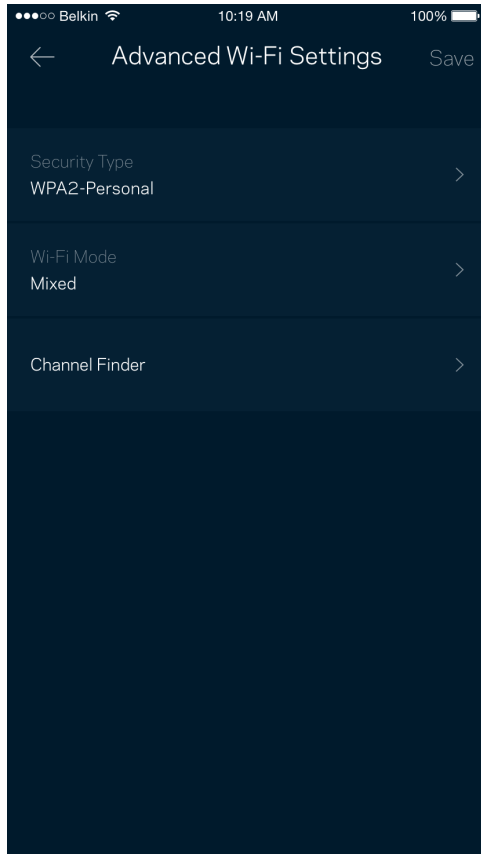 Belkin 10:19 AM 100%
Advanced Wi-Fi Settings Save
Security Type
WPA2-Personal
Wi-Fi Mode
Mixed
Channel Finder